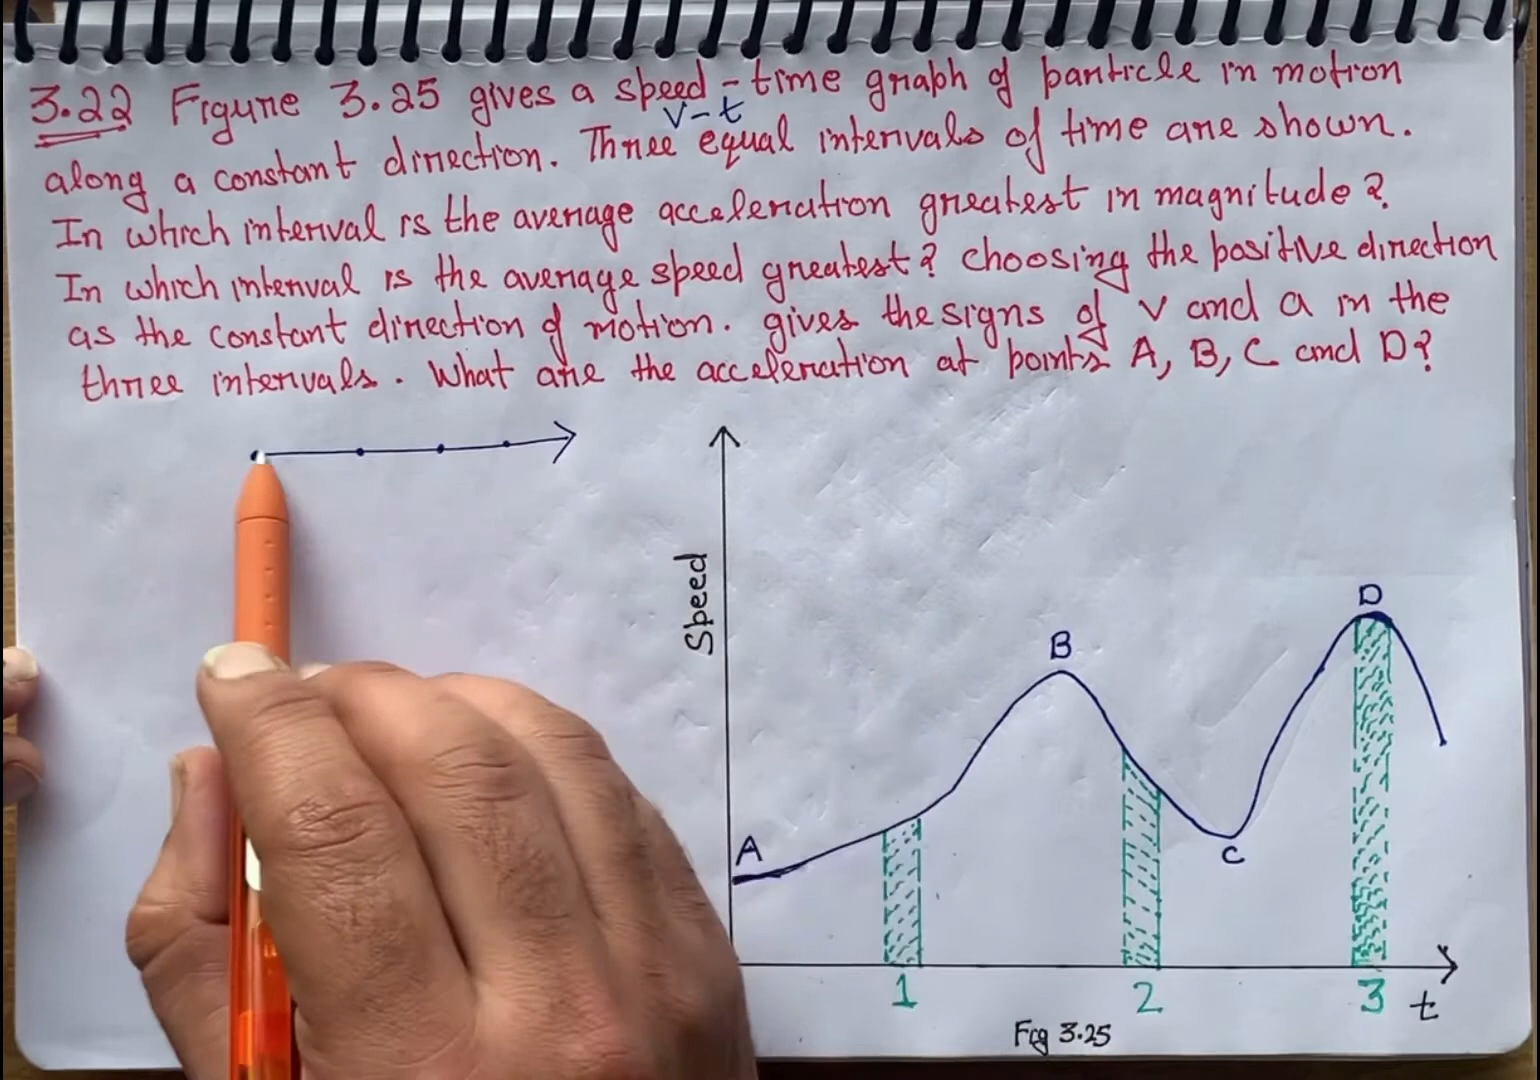 3.22 Figure 3.25 gives a speed-time graph of particle in motion
v-t
along a constant direction. Three equal intervals of time are shown.
In which interval is the average acceleration greatest in magnitude?
In which interval is the average speed greatest? choosing the positive direction
as the constant direction of motion. gives the signs of v and a in the
three intervals. What are the acceleration at points A, B, C and D?
Speed
A
B
C
D
1
2
3
t
Fig 3.25